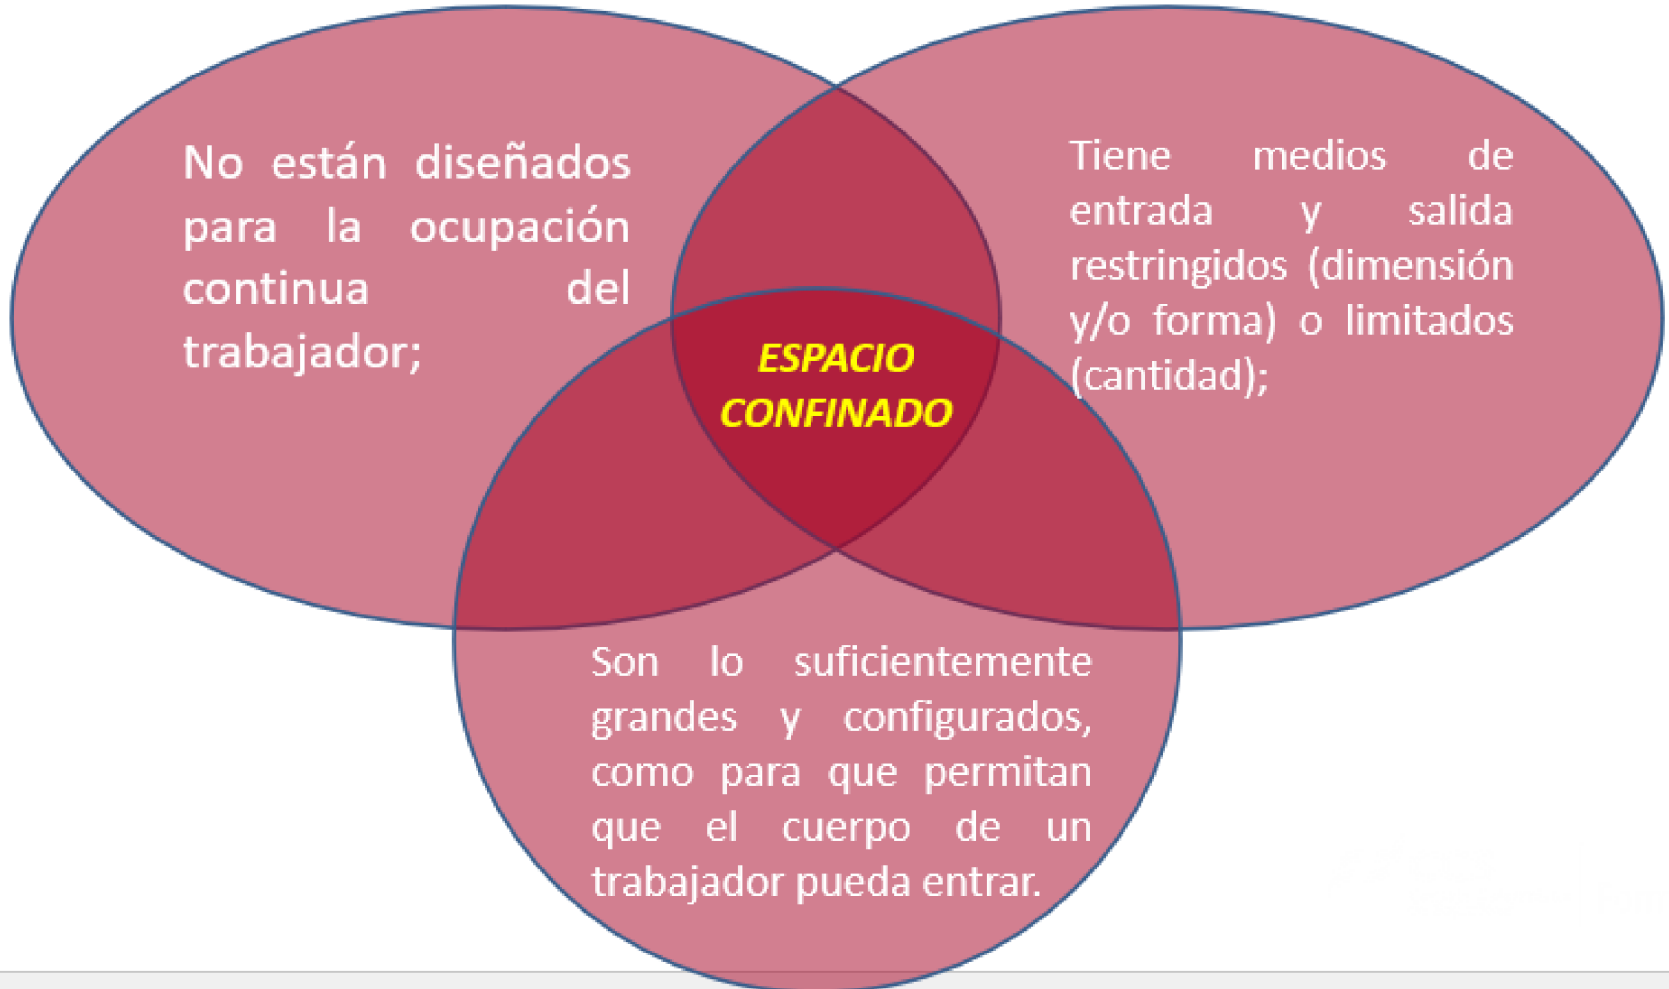 No están diseñados
para la ocupación
continua del
trabajador;
Tiene medios de
entrada y salida
restringidos (dimensión
y/o forma) o limitados
(cantidad);
ESPACIO
CONFINADO
Son lo suficientemente
grandes y configurados,
como para que permitan
que el cuerpo de un
trabajador pueda entrar.